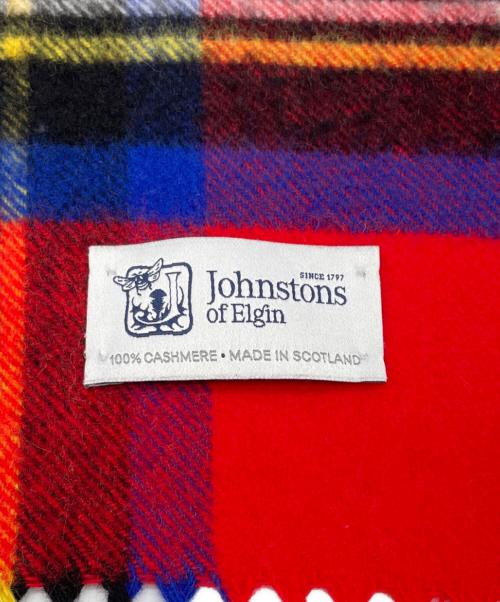 SINCE 1797
Johnstons
of Elgin
100% CASHMERE • MADE IN SCOTLAND